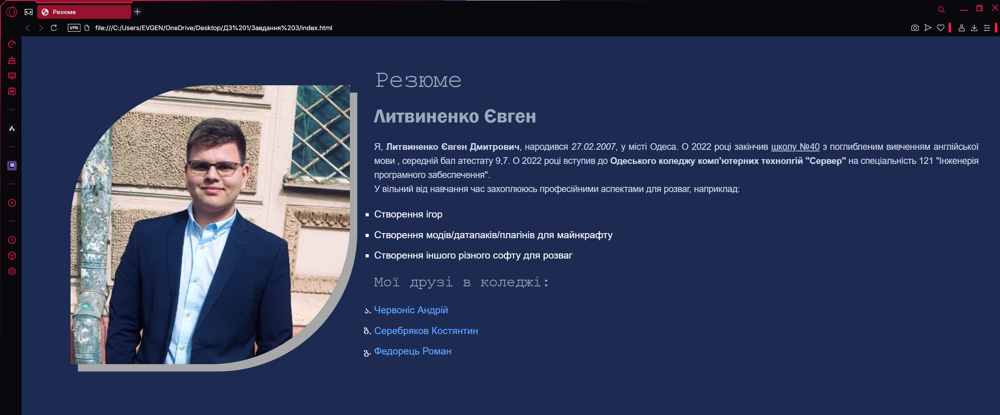 Резюме
VPN
file:///C:/Users/EVGEN/OneDrive/Desktop/ДЗ%201/Завдання%203/index.html
M
Резюме
Литвиненко Євген
Я, Литвиненко Євген Дмитрович, народився 27.02.2007, у місті Одеса. О 2022 році закінчив школу №40 з поглибленим вивченням англійської
мови , середній бал атестату 9,7. О 2022 році вступив до Одеського коледжу комп'ютерних технолгій "Сервер" на спеціальність 121 "Інженерія
програмного забеспечення".
У вільний від навчання час захоплююсь професійними аспектами для розваг, наприклад:
▪ Створення ігор
▪ Створення модів/датапаків/плагінів для майнкрафту
▪ Створення іншого різного софту для розваг
Мої друзі в коледжі:
ა. Червоніс Андрій
ბ. Серебряков Костянтин
გ. Федорець Роман